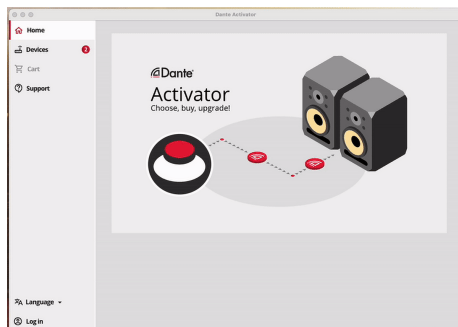 Dante Activator
Home
Devices
2
Cart
Support
Dante
Activator
Choose, buy, upgrade!
Language
Log in